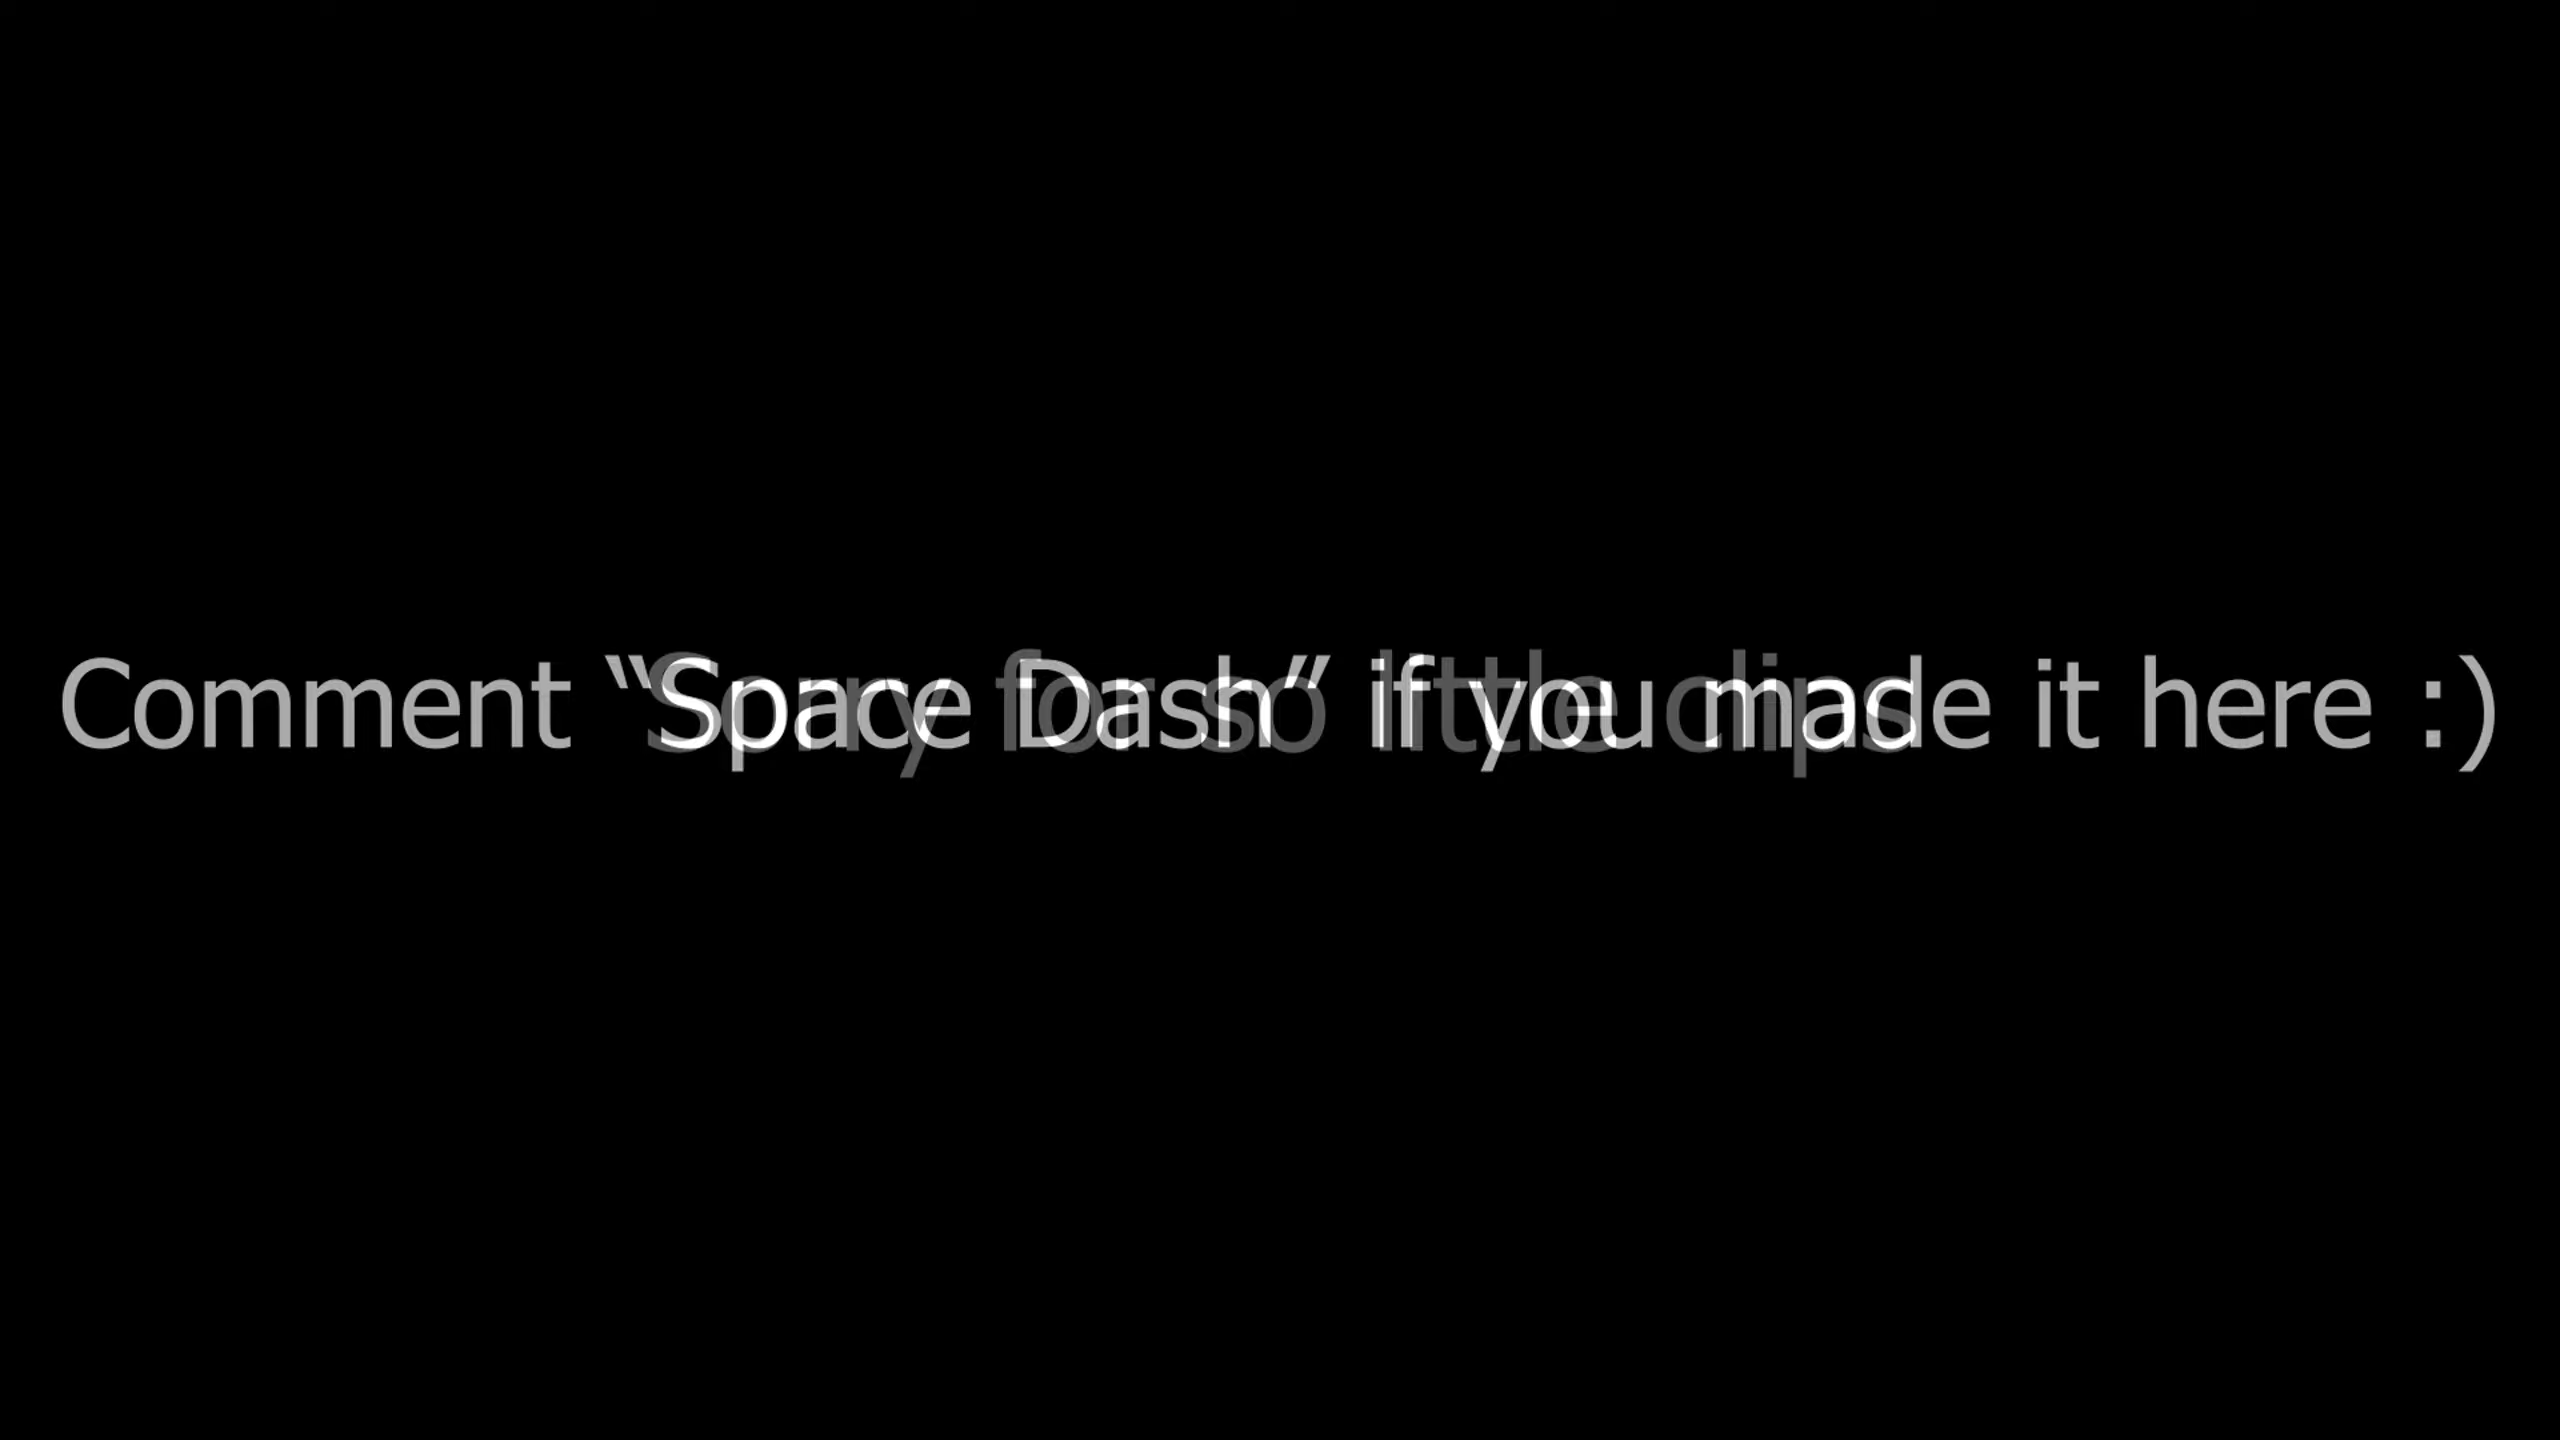 Comment “Space Dash” if you made it here :)
Sorry for so little clips